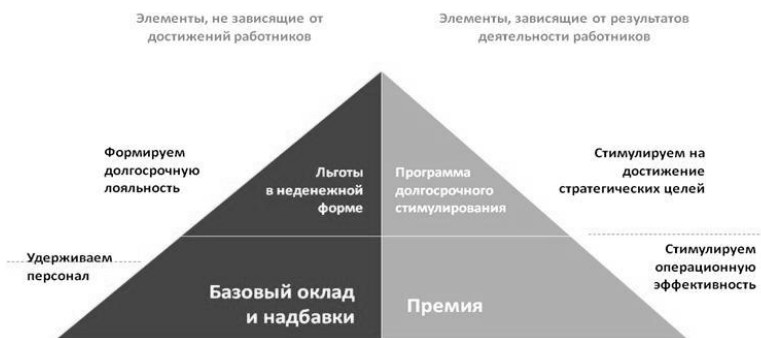 Элементы, не зависящие от
достижений работников
Элементы, зависящие от результатов
деятельности работников
Формируем
долгосрочную
лояльность
Льготы
в неденежной
форме
Программа
долгосрочного
стимулирования
Стимулируем на
достижение
стратегических целей
Удерживаем
персонал
Базовый оклад
и надбавки
Премия
Стимулируем
операционную
эффективность